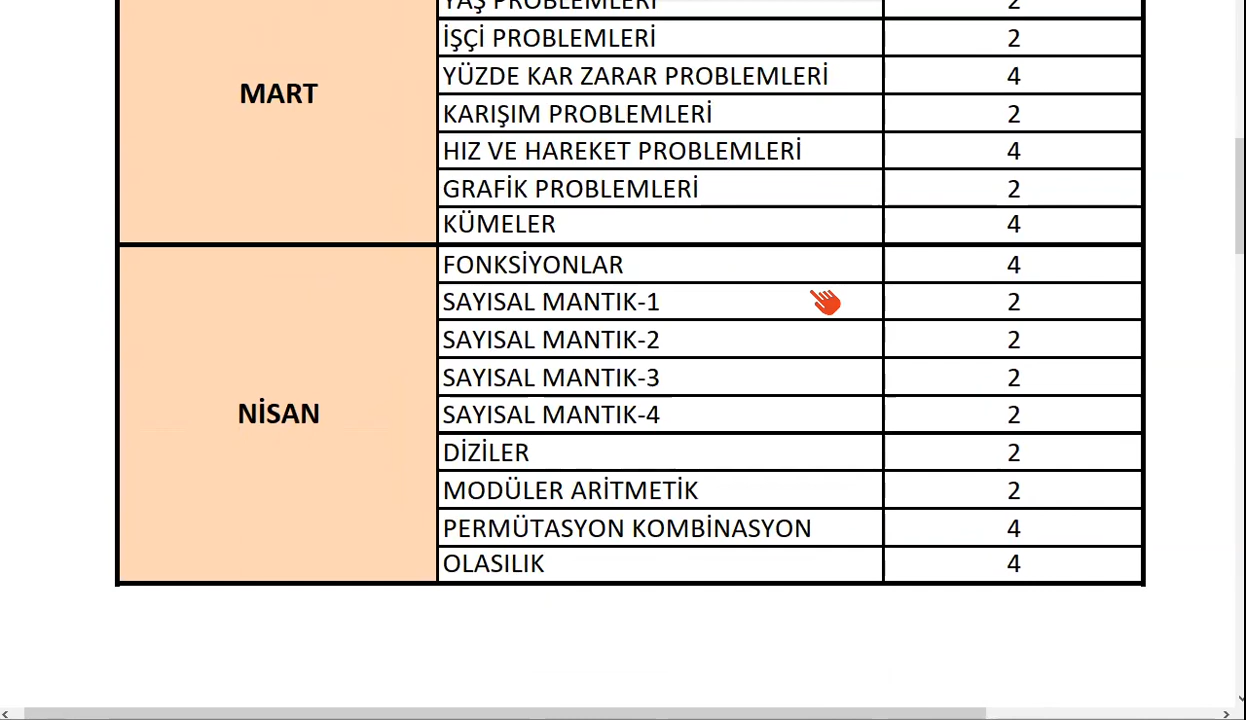 YAŞ PROBLEMLERİ 2
İŞÇİ PROBLEMLERİ 2
MART
YÜZDE KAR ZARAR PROBLEMLERİ 4
KARIŞIM PROBLEMLERİ 2
HIZ VE HAREKET PROBLEMLERİ 4
GRAFİK PROBLEMLERİ 2
KÜMELER 4
FONKSİYONLAR 4
SAYISAL MANTIK-1 2
SAYISAL MANTIK-2 2
SAYISAL MANTIK-3 2
NİSAN
SAYISAL MANTIK-4 2
DİZİLER 2
MODÜLER ARİTMETİK 2
PERMÜTASYON KOMBİNASYON 4
OLASILIK 4